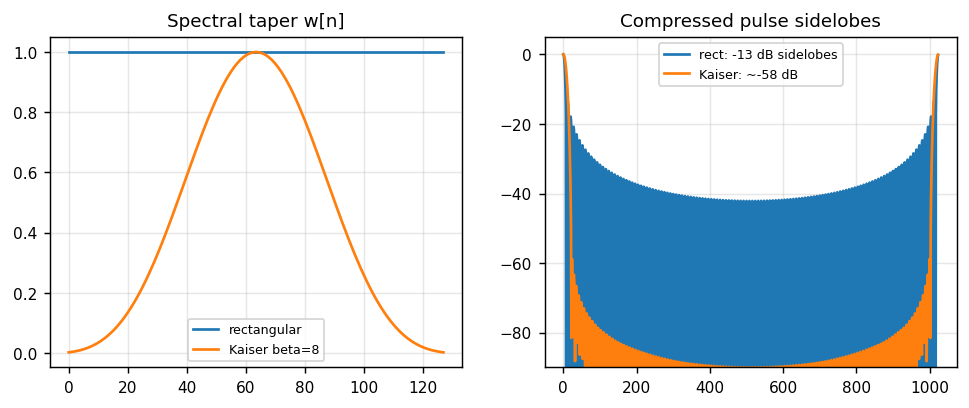 Spectral taper w[n]
1.0
0.8
0.6
0.4
0.2
0.0
rectangular
Kaiser beta=8
0 20 40 60 80 100 120
Compressed pulse sidelobes
0
−20
−40
−60
−80
rect: -13 dB sidelobes
Kaiser: ~-58 dB
0 200 400 600 800 1000